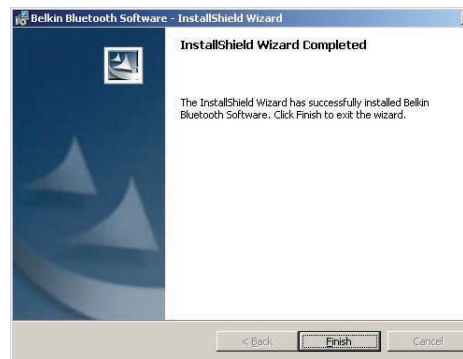 Belkin Bluetooth Software - InstallShield Wizard
InstallShield Wizard Completed
The InstallShield Wizard has successfully installed Belkin
Bluetooth Software. Click Finish to exit the wizard.
< Back
Finish
Cancel